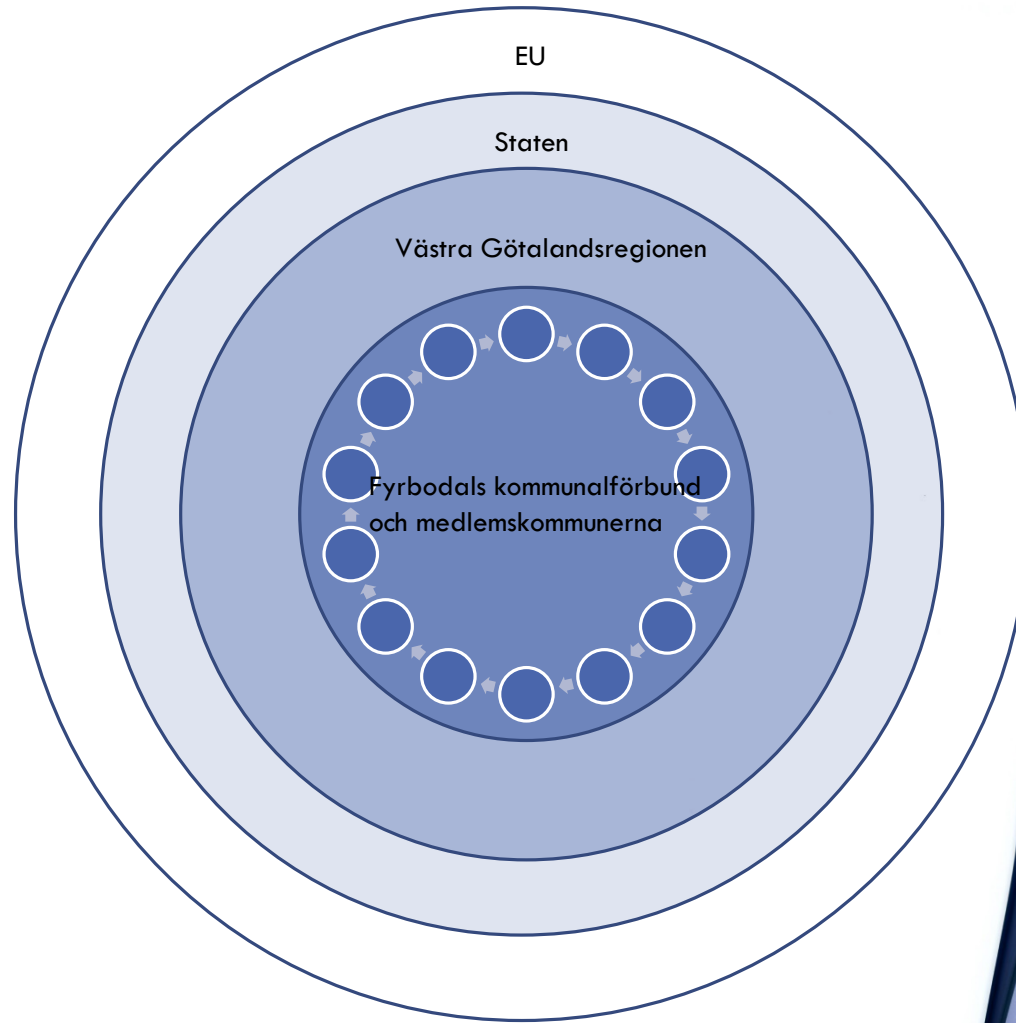 EU
Staten
Västra Götalandsregionen
Fyrbodals kommunalförbund
och medlemskommunerna